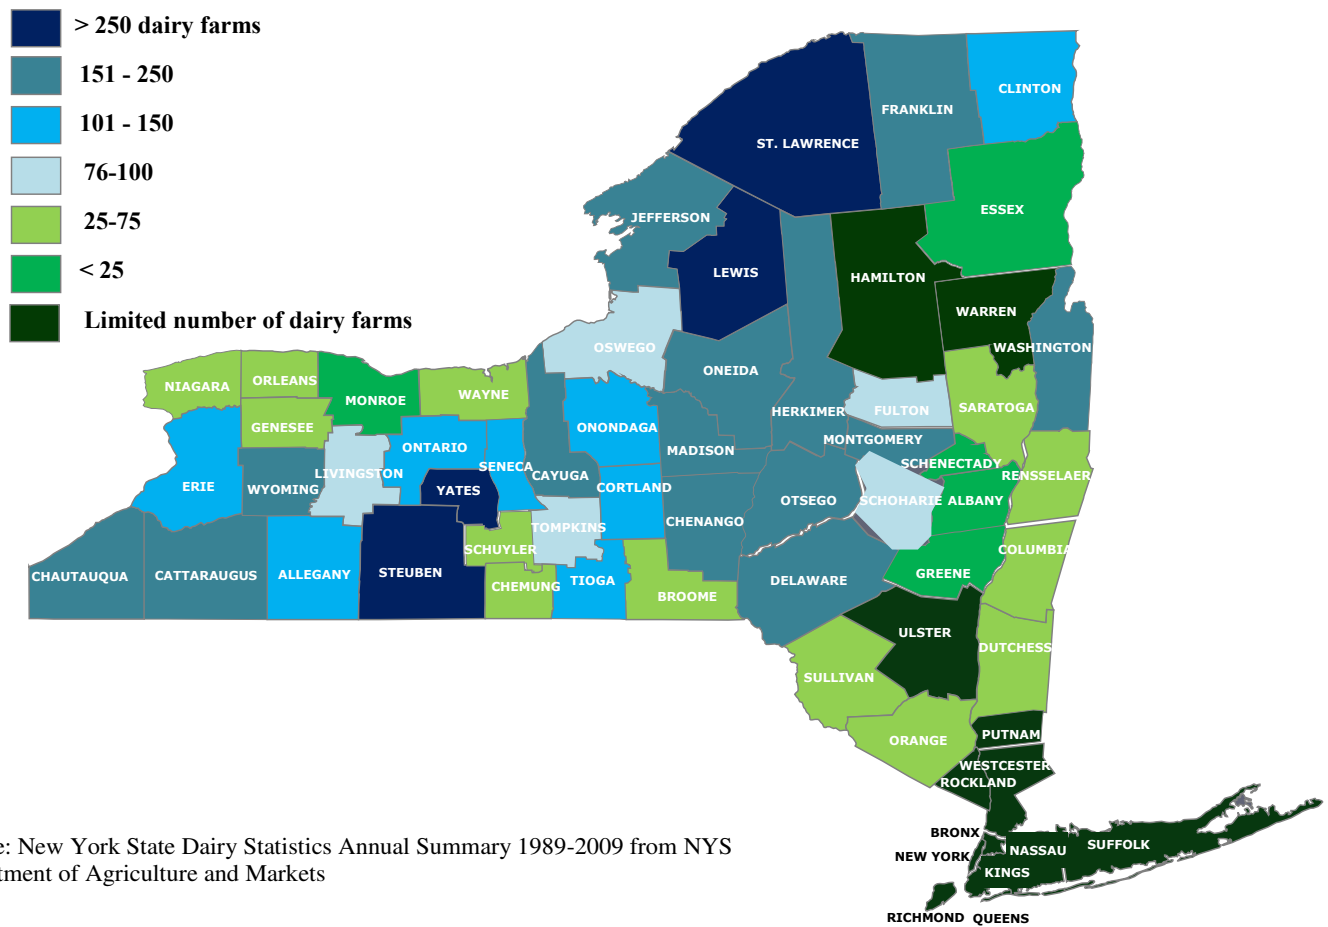 > 250 dairy farms
151 - 250
101 - 150
76-100
25-75
< 25
Limited number of dairy farms
CLINTON
FRANKLIN
ST. LAWRENCE
ESSEX
JEFFERSON
LEWIS
HAMILTON
WARREN
WASHINGTON
OSWEGO
ONEIDA
HERKIMER
FULTON
SARATOGA
NIAGARA
ORLEANS
MONROE
WAYNE
GENESEE
ONTARIO
SENECA
ONONDAGA
MADISON
MONTGOMERY
SCHENECTADY
RENSSELAER
ERIE
WYOMING
LIVINGSTON
YATES
CAYUGA
CORTLAND
OTSEGO
SCHOHARIE
ALBANY
CHENANGO
TOMPKINS
SCHUYLER
COLUMBIA
CHAUTAUQUA
CATTARAUGUS
ALLEGANY
STEUBEN
CHEMUNG
TIOGA
BROOME
DELAWARE
GREENE
ULSTER
DUTCHESS
SULLIVAN
ORANGE
PUTNAM
WESTCESTER
ROCKLAND
BRONX
NEW YORK
NASSAU
SUFFOLK
KINGS
RICHMOND
QUEENS
e: New York State Dairy Statistics Annual Summary 1989-2009 from NYS
tment of Agriculture and Markets